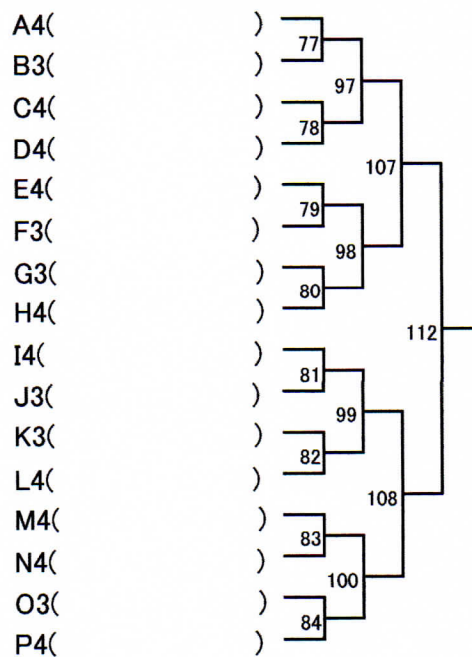 A4( )
77
B3( )
97
C4( )
78
D4( )
107
E4( )
79
F3( )
98
G3( )
80
H4( )
112
I4( )
81
J3( )
99
K3( )
82
L4( )
108
M4( )
83
N4( )
100
O3( )
84
P4( )